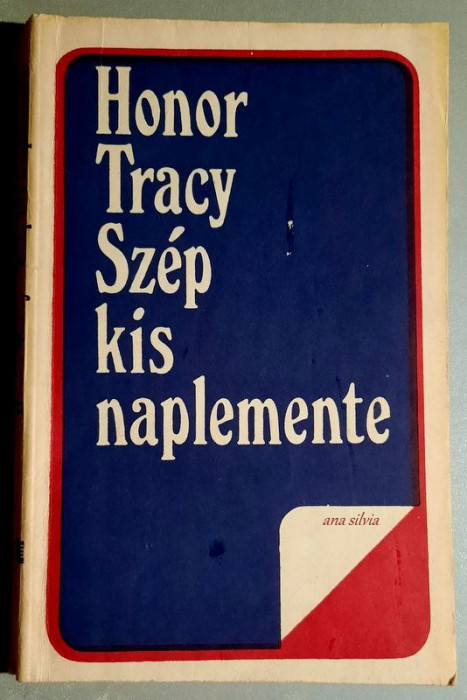 Honor
Tracy
Szép
kis
naplemente
ana silvia